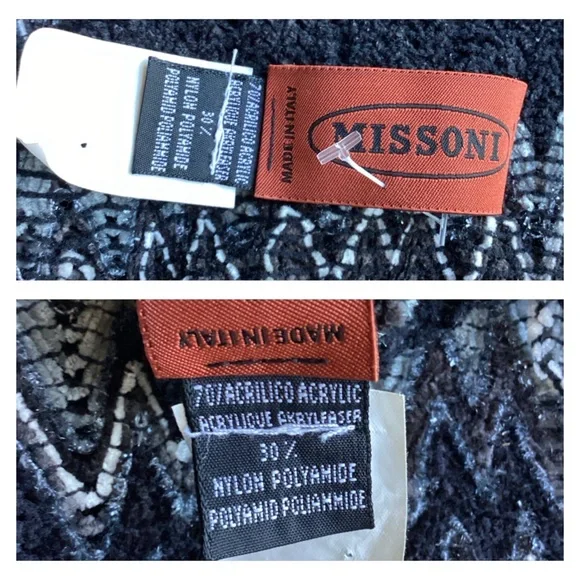 70/ACRILICO ACRYLIC
ACRYLIQUE AKRYLFASER
30%
NYLON POLYAMIDE
POLYAMID POLIAMMIDE
MADE IN ITALY
MISSONI
MADE IN ITALY
70/ACRILICO ACRYLIC
ACRYLIQUE AKRYLFASER
30%
NYLON POLYAMIDE
POLYAMID POLIAMMIDE